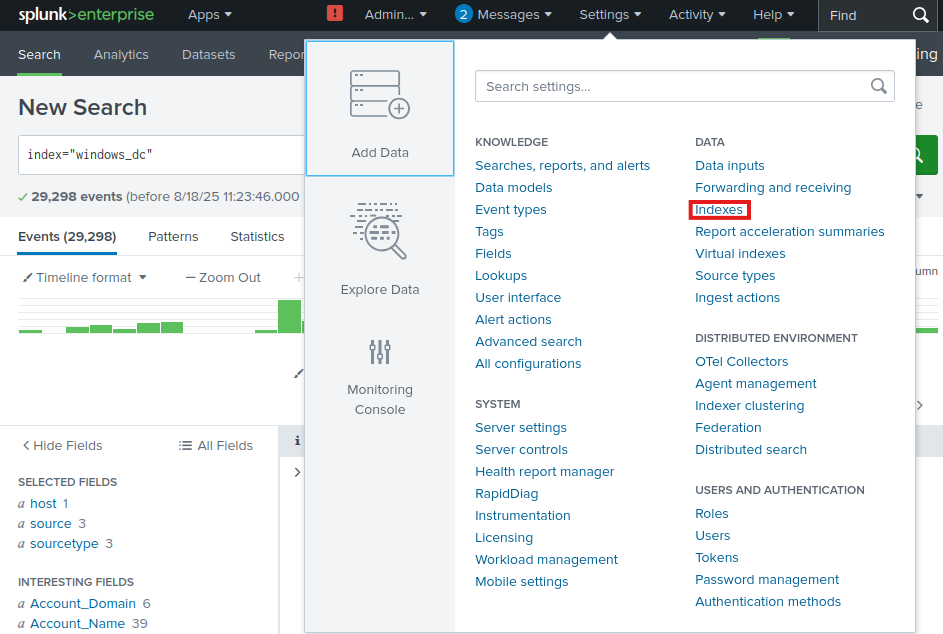 splunk>enterprise Apps Admin... 2 Messages Settings Activity Help Find
Search Analytics Datasets Repor ing
New Search
index="windows_dc"
29,298 events (before 8/18/25 11:23:46.000
Events (29,298) Patterns Statistics
Timeline format — Zoom Out +
umn
Hide Fields All Fields i
SELECTED FIELDS
a host 1
a source 3
a sourcetype 3
INTERESTING FIELDS
a Account_Domain 6
a Account_Name 39
Add Data
Explore Data
Monitoring
Console
Search settings...
KNOWLEDGE
Searches, reports, and alerts
Data models
Event types
Tags
Fields
Lookups
User interface
Alert actions
Advanced search
All configurations
SYSTEM
Server settings
Server controls
Health report manager
RapidDiag
Instrumentation
Licensing
Workload management
Mobile settings
DATA
Data inputs
Forwarding and receiving
Indexes
Report acceleration summaries
Virtual indexes
Source types
Ingest actions
DISTRIBUTED ENVIRONMENT
OTel Collectors
Agent management
Indexer clustering
Federation
Distributed search
USERS AND AUTHENTICATION
Roles
Users
Tokens
Password management
Authentication methods